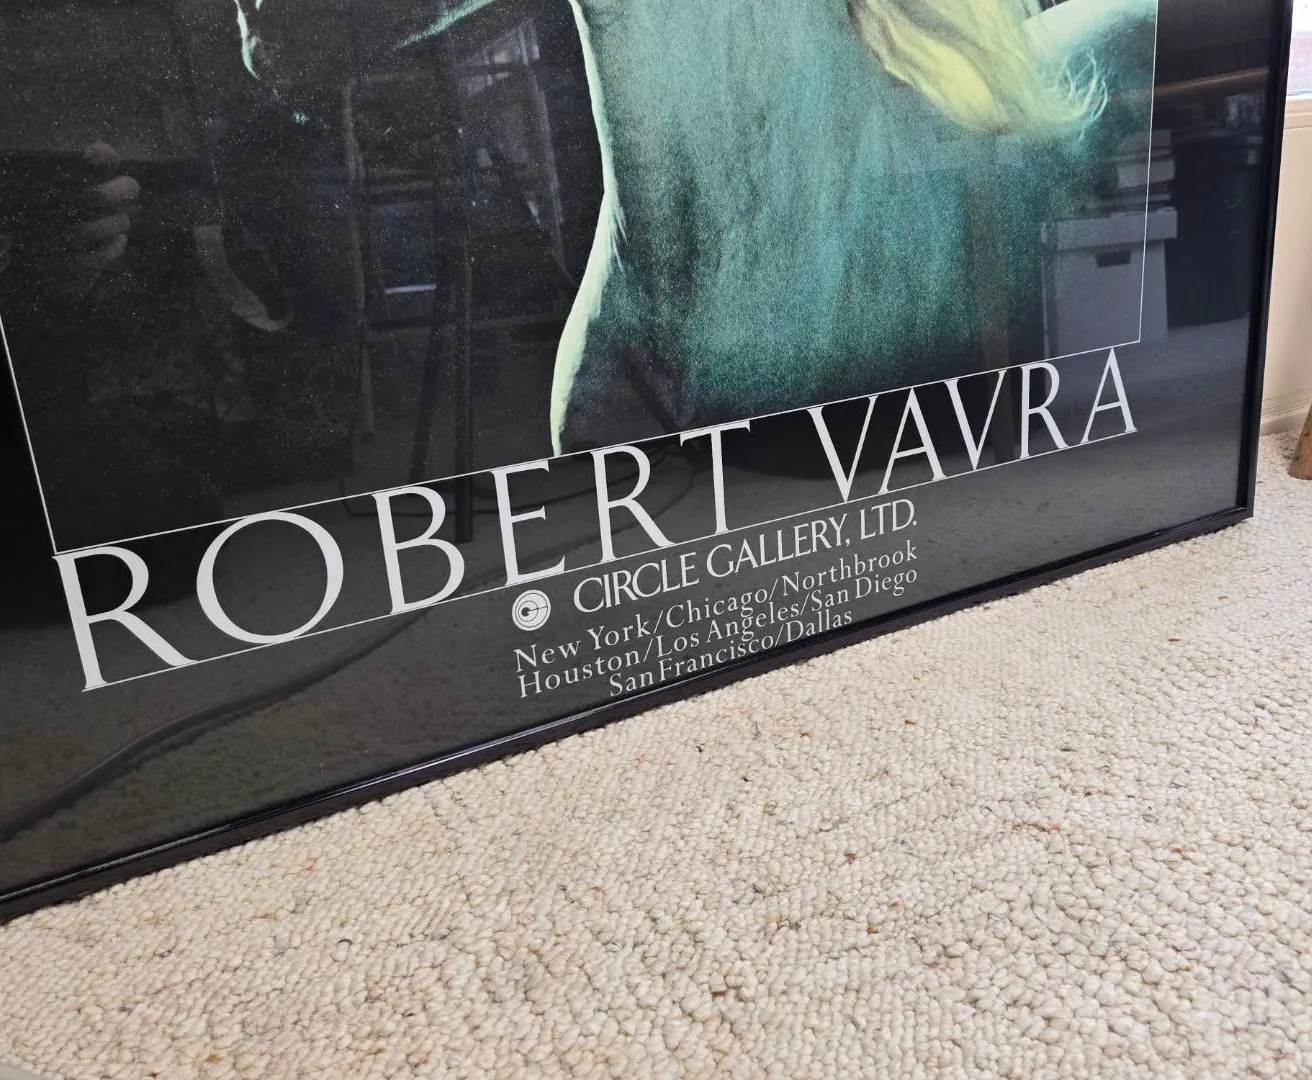 ROBERT VAVRA
CIRCLE GALLERY, LTD.
New York/Chicago/Northbrook
Houston/Los Angeles/San Diego
San Francisco/Dallas